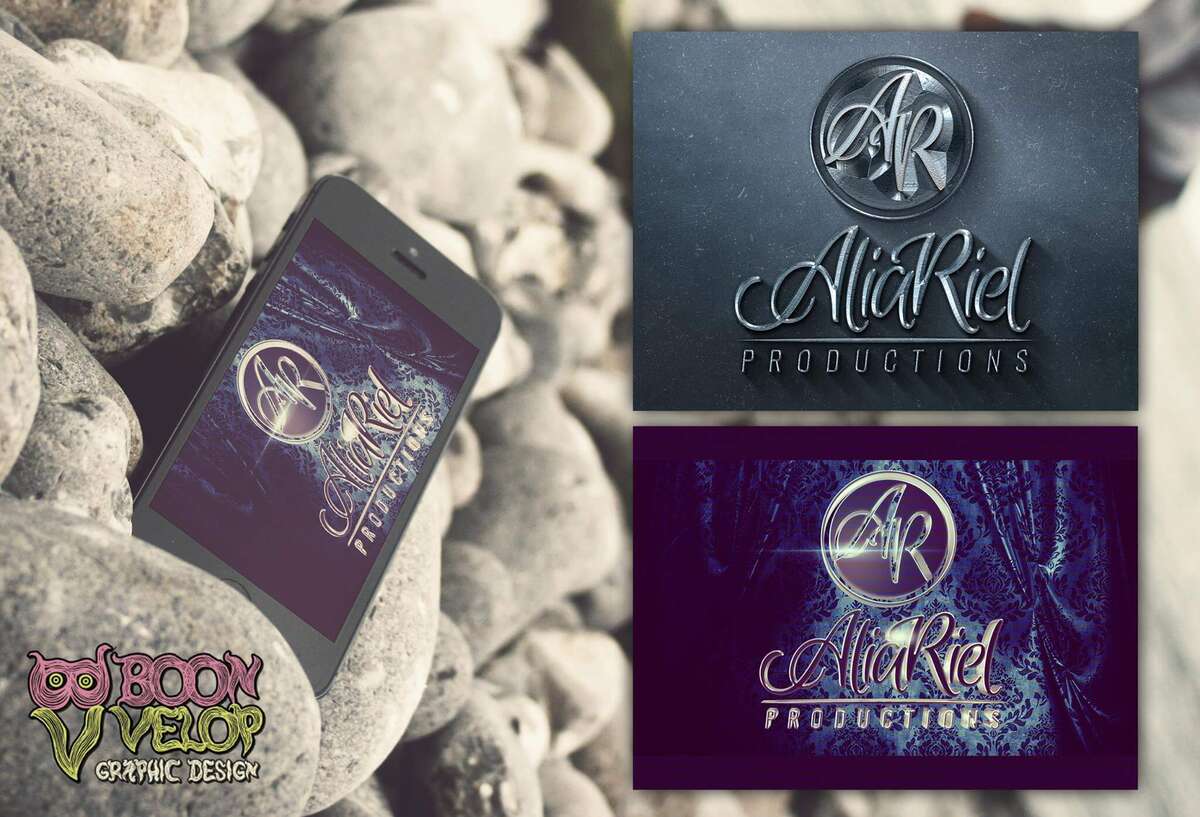 AR
AliaRiel
PRODUCTIONS
AR
AliaRiel
PRODUCTIONS
AR
AliaRiel
PRODUCTIONS
BOON
VELOP
GRAPHIC DESIGN